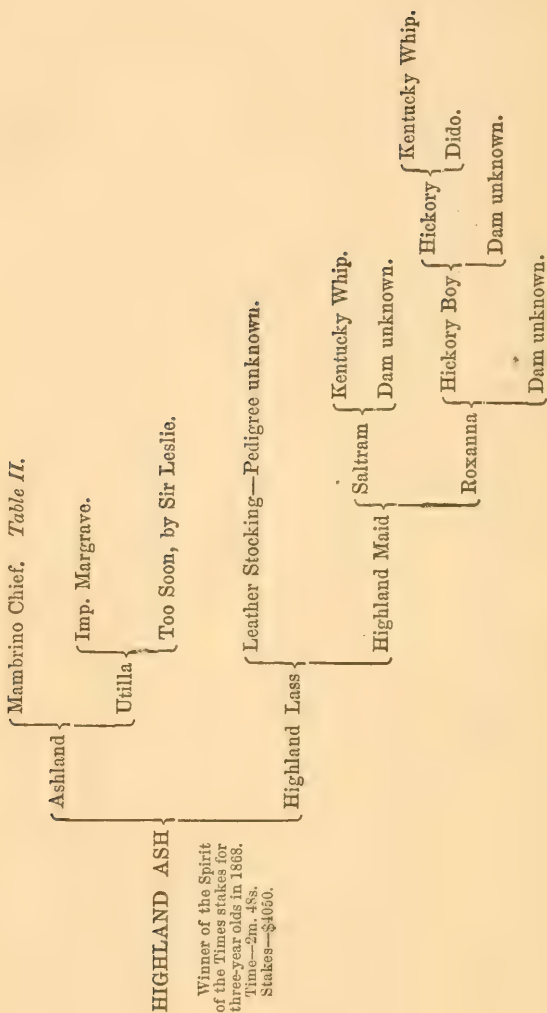 HIGHLAND ASH
Winner of the Spirit
of the Times stakes for
three-year olds in 1868.
Time—2m. 48s.
Stakes—$4050.
Ashland
Mambrino Chief. Table II.
Utilla
Imp. Margrave.
Too Soon, by Sir Leslie.
Highland Lass
Leather Stocking—Pedigree unknown.
Highland Maid
Saltram
Kentucky Whip.
Dam unknown.
Roxanna
Hickory Boy
Hickory
Kentucky Whip.
Dido.
Dam unknown.
Dam unknown.